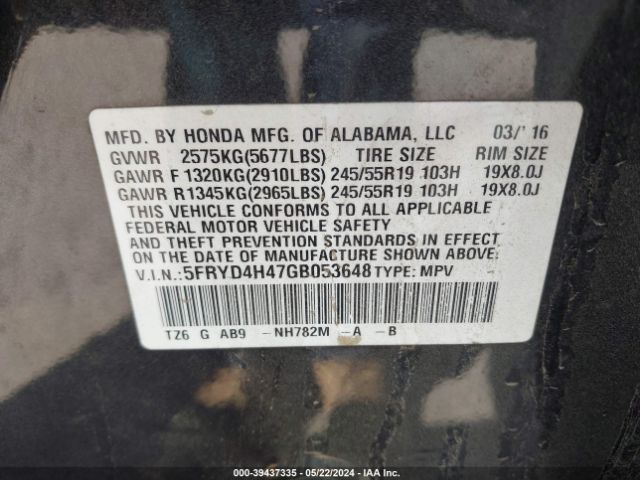 MFD. BY HONDA MFG. OF ALABAMA, LLC 03/' 16
GVWR 2575KG(5677LBS) TIRE SIZE RIM SIZE
GAWR F 1320KG(2910LBS) 245/55R19 103H 19X8.0J
GAWR R1345KG(2965LBS) 245/55R19 103H 19X8.0J
THIS VEHICLE CONFORMS TO ALL APPLICABLE
FEDERAL MOTOR VEHICLE SAFETY
AND THEFT PREVENTION STANDARDS IN EFFECT
ON THE DATE OF MANUFACTURE SHOWN ABOVE.
V.I.N.:5FRYD4H47GB053648 TYPE: MPV
TZ6 G AB9 -NH782M -A -B
000-39437335 - 05/22/2024 - IAA Inc.